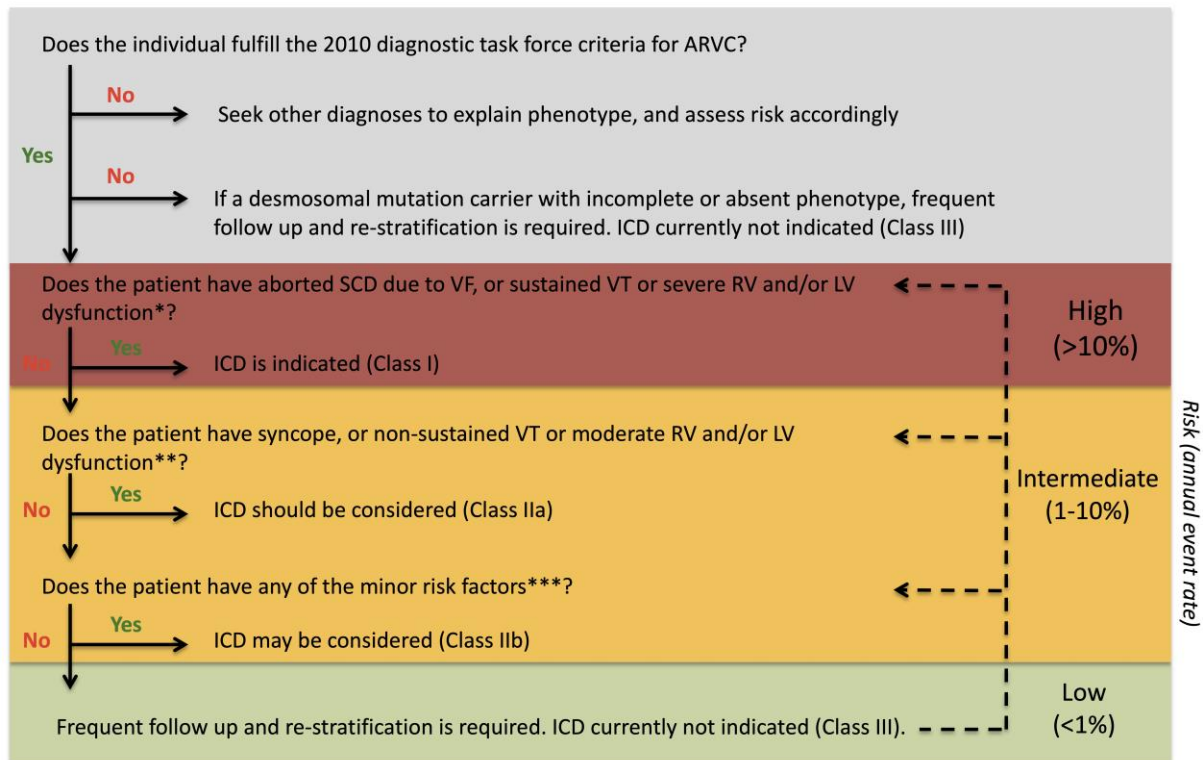 Does the individual fulfill the 2010 diagnostic task force criteria for ARVC?
No
Seek other diagnoses to explain phenotype, and assess risk accordingly
Yes
No
If a desmosomal mutation carrier with incomplete or absent phenotype, frequent
follow up and re-stratification is required. ICD currently not indicated (Class III)
Does the patient have aborted SCD due to VF, or sustained VT or severe RV and/or LV
dysfunction*?
High
(>10%)
No
Yes
ICD is indicated (Class I)
Does the patient have syncope, or non-sustained VT or moderate RV and/or LV
dysfunction**?
No
Yes
ICD should be considered (Class IIa)
Intermediate
(1-10%)
Does the patient have any of the minor risk factors***?
No
Yes
ICD may be considered (Class IIb)
Frequent follow up and re-stratification is required. ICD currently not indicated (Class III).
Low
(<1%)
Risk (annual event rate)